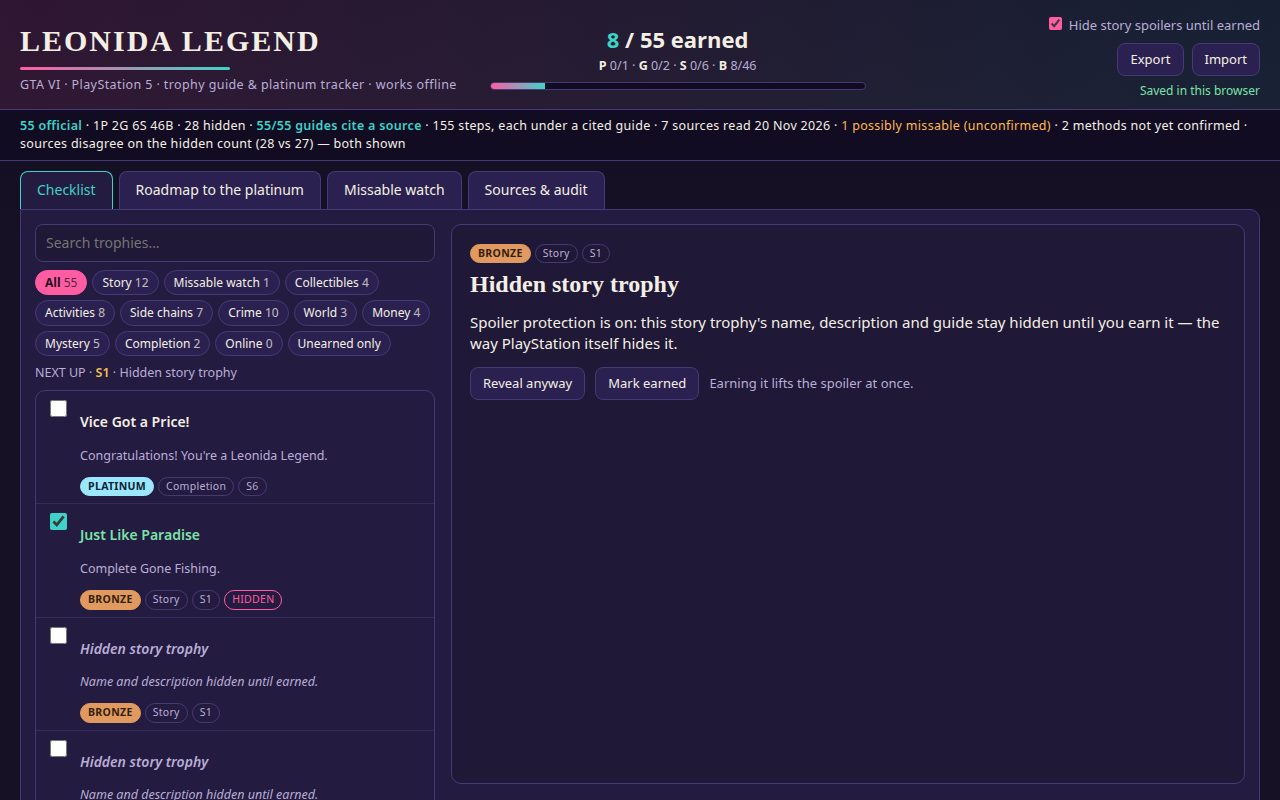 LEONIDA LEGEND
GTA VI · PlayStation 5 · trophy guide & platinum tracker · works offline
8 / 55 earned
P 0/1 · G 0/2 · S 0/6 · B 8/46
Hide story spoilers until earned
Export Import
Saved in this browser
55 official · 1P 2G 6S 46B · 28 hidden · 55/55 guides cite a source · 155 steps, each under a cited guide · 7 sources read 20 Nov 2026 · 1 possibly missable (unconfirmed) · 2 methods not yet confirmed ·
sources disagree on the hidden count (28 vs 27) — both shown
Checklist Roadmap to the platinum Missable watch Sources & audit
Search trophies...
All 55 Story 12 Missable watch 1 Collectibles 4
Activities 8 Side chains 7 Crime 10 World 3 Money 4
Mystery 5 Completion 2 Online 0 Unearned only
NEXT UP · S1 · Hidden story trophy
Vice Got a Price!
Congratulations! You're a Leonida Legend.
PLATINUM Completion S6
Just Like Paradise
Complete Gone Fishing.
BRONZE Story S1 HIDDEN
Hidden story trophy
Name and description hidden until earned.
BRONZE Story S1
Hidden story trophy
Name and description hidden until earned.
BRONZE Story S1
Hidden story trophy
Spoiler protection is on: this story trophy's name, description and guide stay hidden until you earn it — the
way PlayStation itself hides it.
Reveal anyway Mark earned Earning it lifts the spoiler at once.